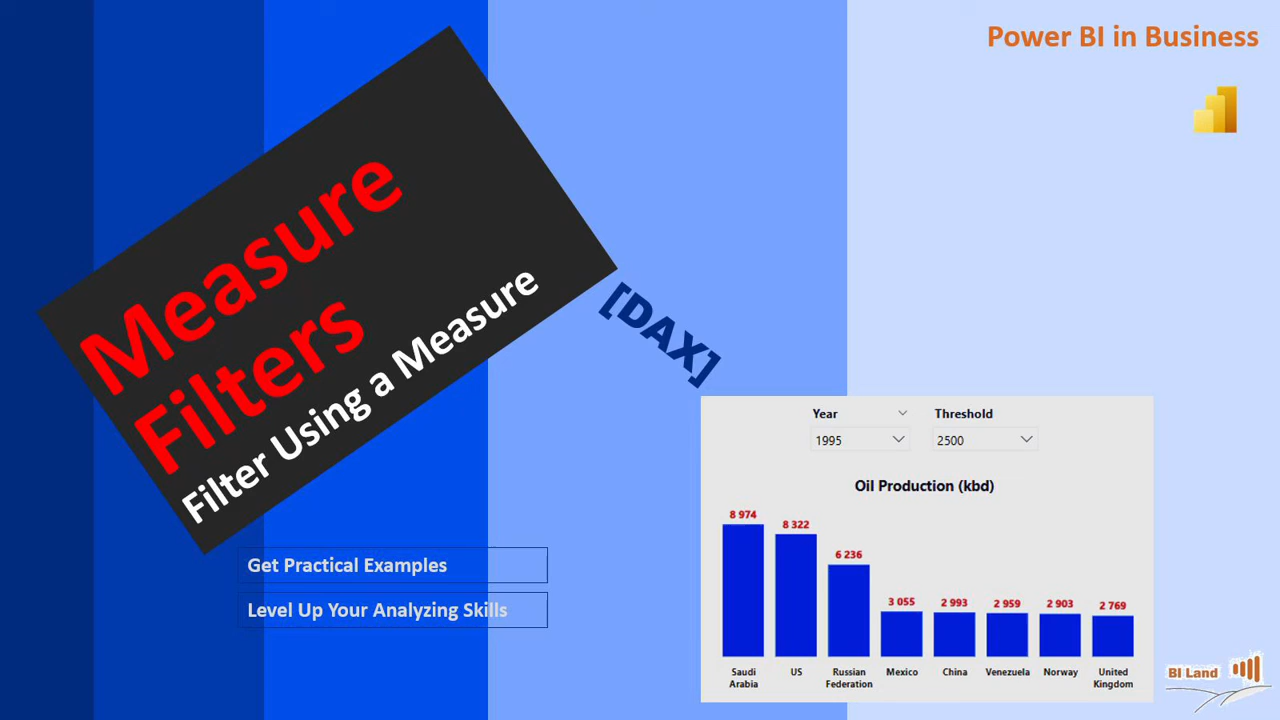 Power BI in Business
Measure
Filters
Filter Using a Measure
[DAX]
Get Practical Examples
Level Up Your Analyzing Skills
Year
Threshold
1995
2500
Oil Production (kbd)
8 974
8 322
6 236
3 055
2 993
2 959
2 903
2 769
Saudi
Arabia
US
Russian
Federation
Mexico
China
Venezuela
Norway
United
Kingdom
BI Land